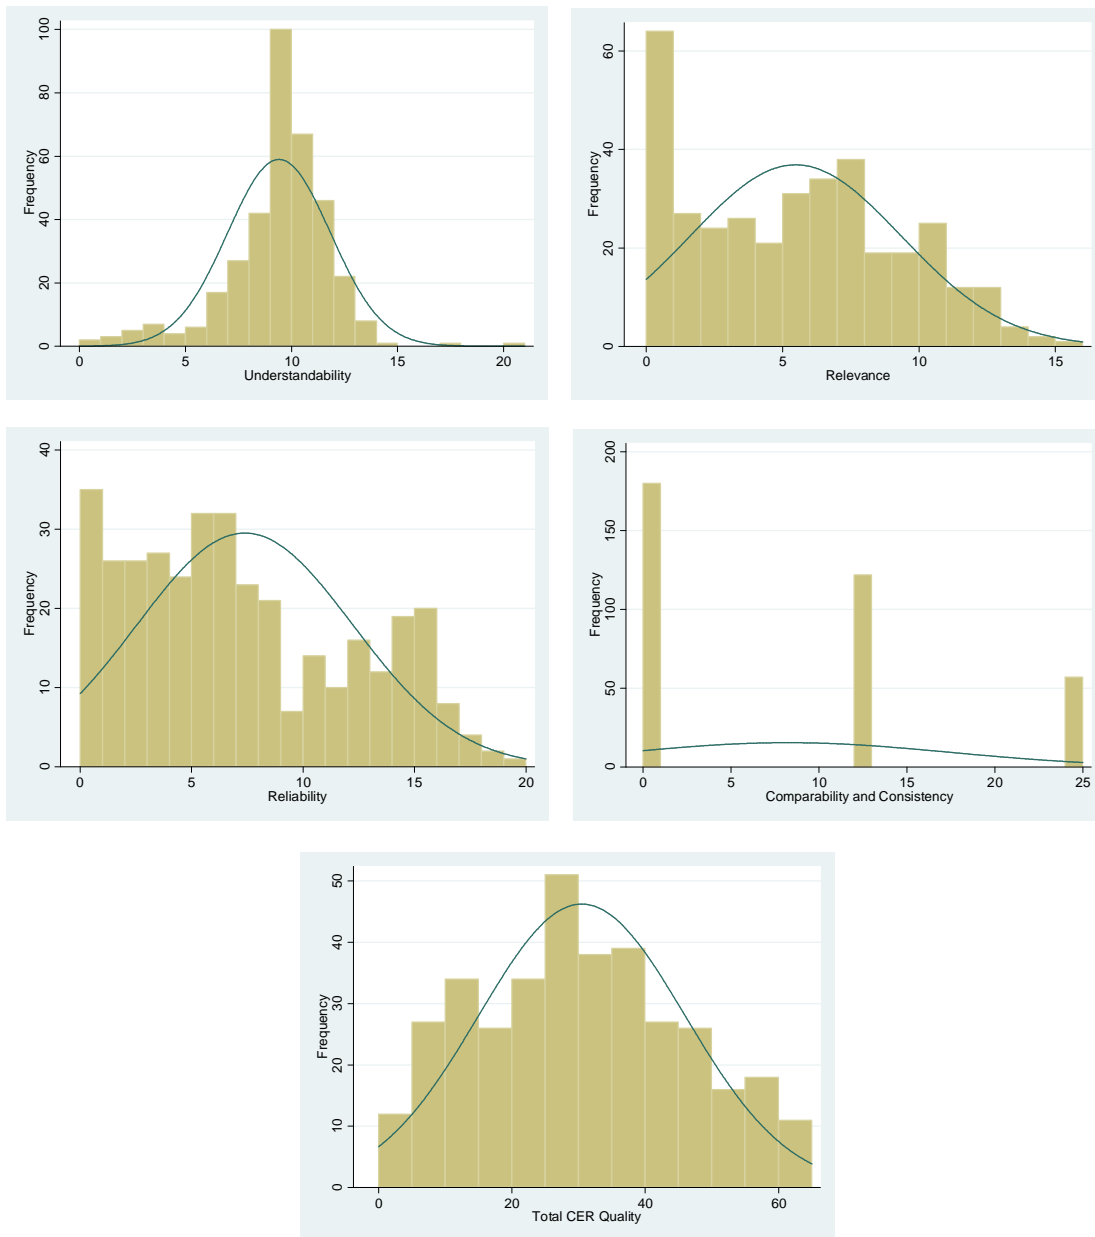 100
80
60
40
20
0
Frequency
0 5 10 15 20
Understandability
60
40
20
0
Frequency
0 5 10 15
Relevance
40
30
20
10
0
Frequency
0 5 10 15 20
Reliability
200
150
100
50
0
Frequency
0 5 10 15 20 25
Comparability and Consistency
50
40
30
20
10
0
Frequency
0 20 40 60
Total CER Quality